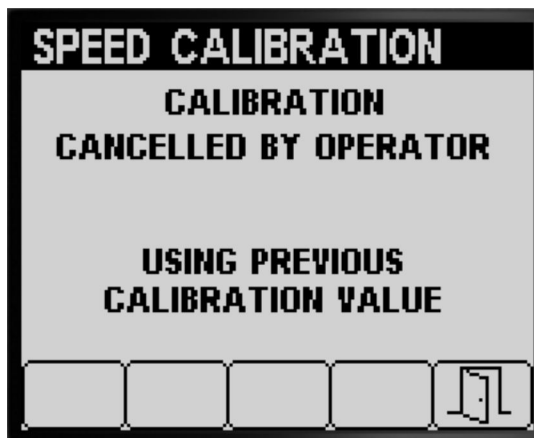 SPEED CALIBRATION
CALIBRATION
CANCELLED BY OPERATOR
USING PREVIOUS
CALIBRATION VALUE